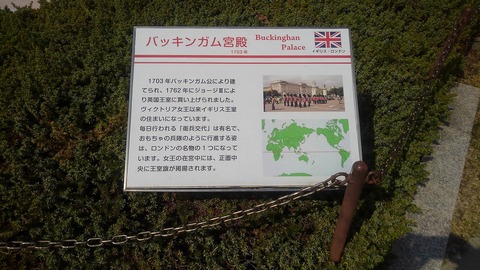 バッキンガム宮殿
Buckinghan
Palace
1703年
イギリス・ロンドン
1703年バッキンガム公により建
てられ、1762年にジョージⅢによ
り英国王室に買い上げられました。
ヴィクトリア女王以来イギリス王室
の住まいになっています。
毎日行われる「衛兵交代」は有名で、
おもちゃの兵隊のように行進する姿
は、ロンドンの名物の1つになって
います。女王の在宮中には、正面中
央に王室旗が掲揚されます。